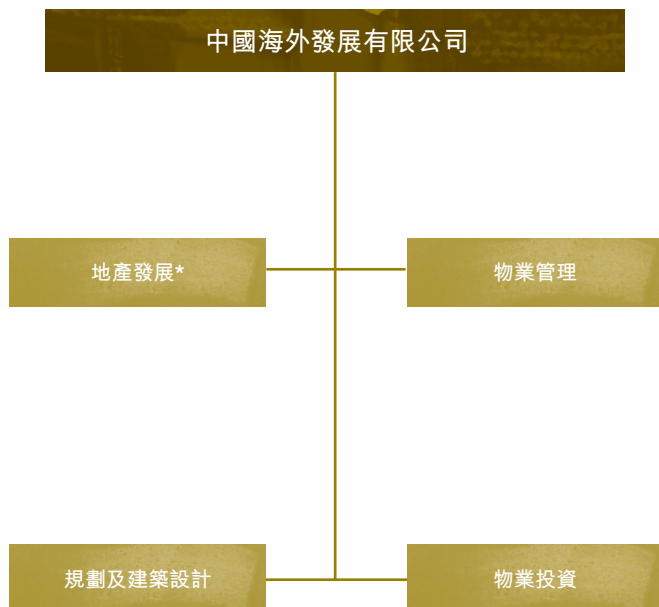 中國海外發展有限公司
地產發展*
物業管理
規劃及建築設計
物業投資